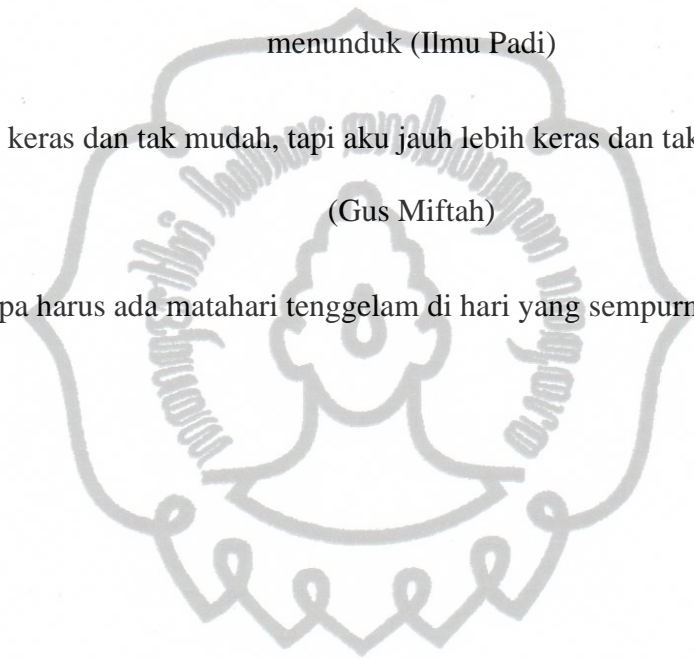 menunduk (Ilmu Padi)
keras dan tak mudah, tapi aku jauh lebih keras dan tak
(Gus Miftah)
pa harus ada matahari tenggelam di hari yang sempurn